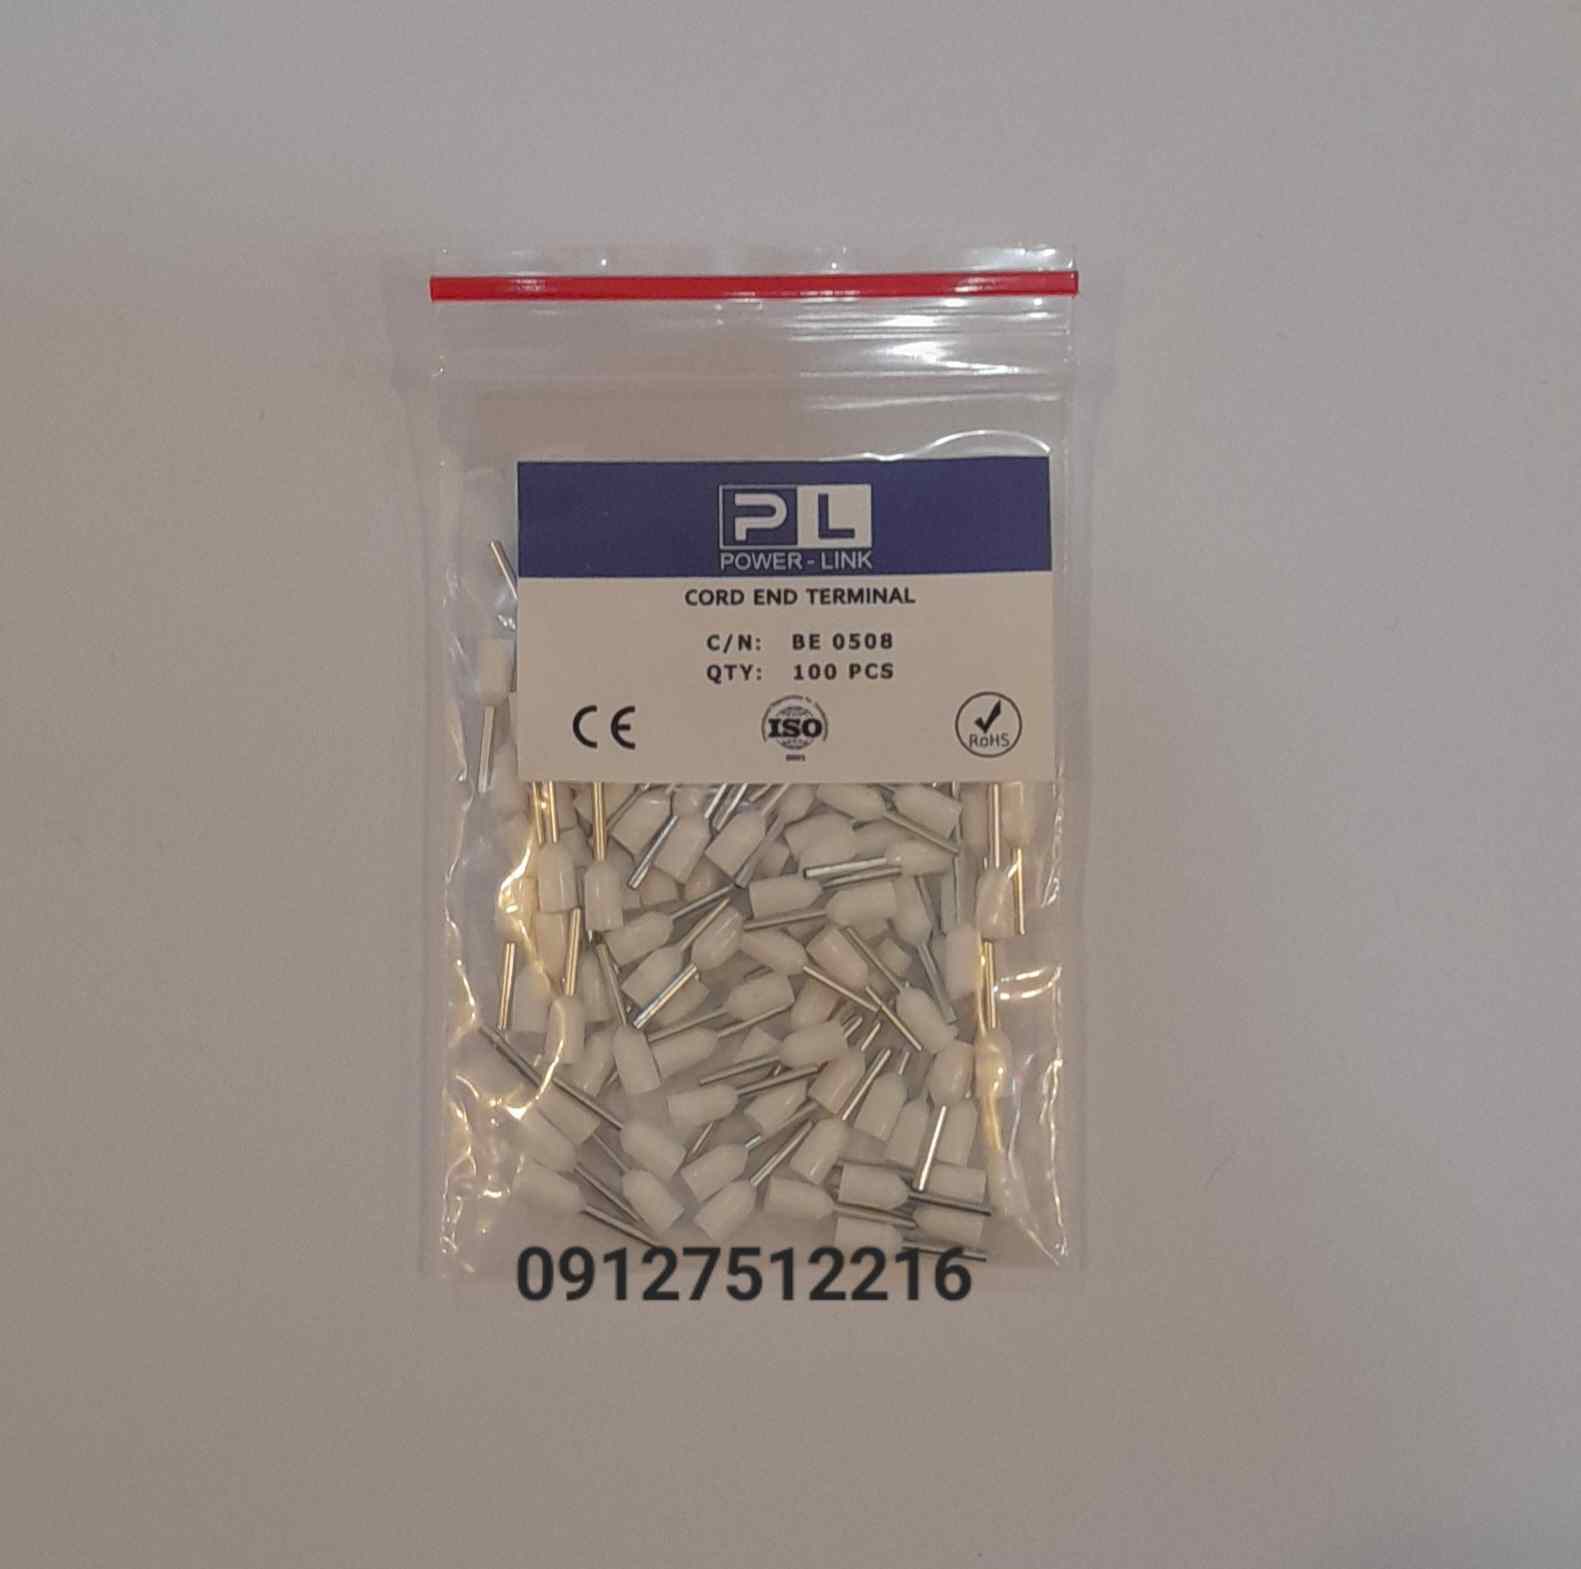 PL
POWER - LINK
CORD END TERMINAL
C/N: BE 0508
QTY: 100 PCS
CE
ISO
RoHS
09127512216